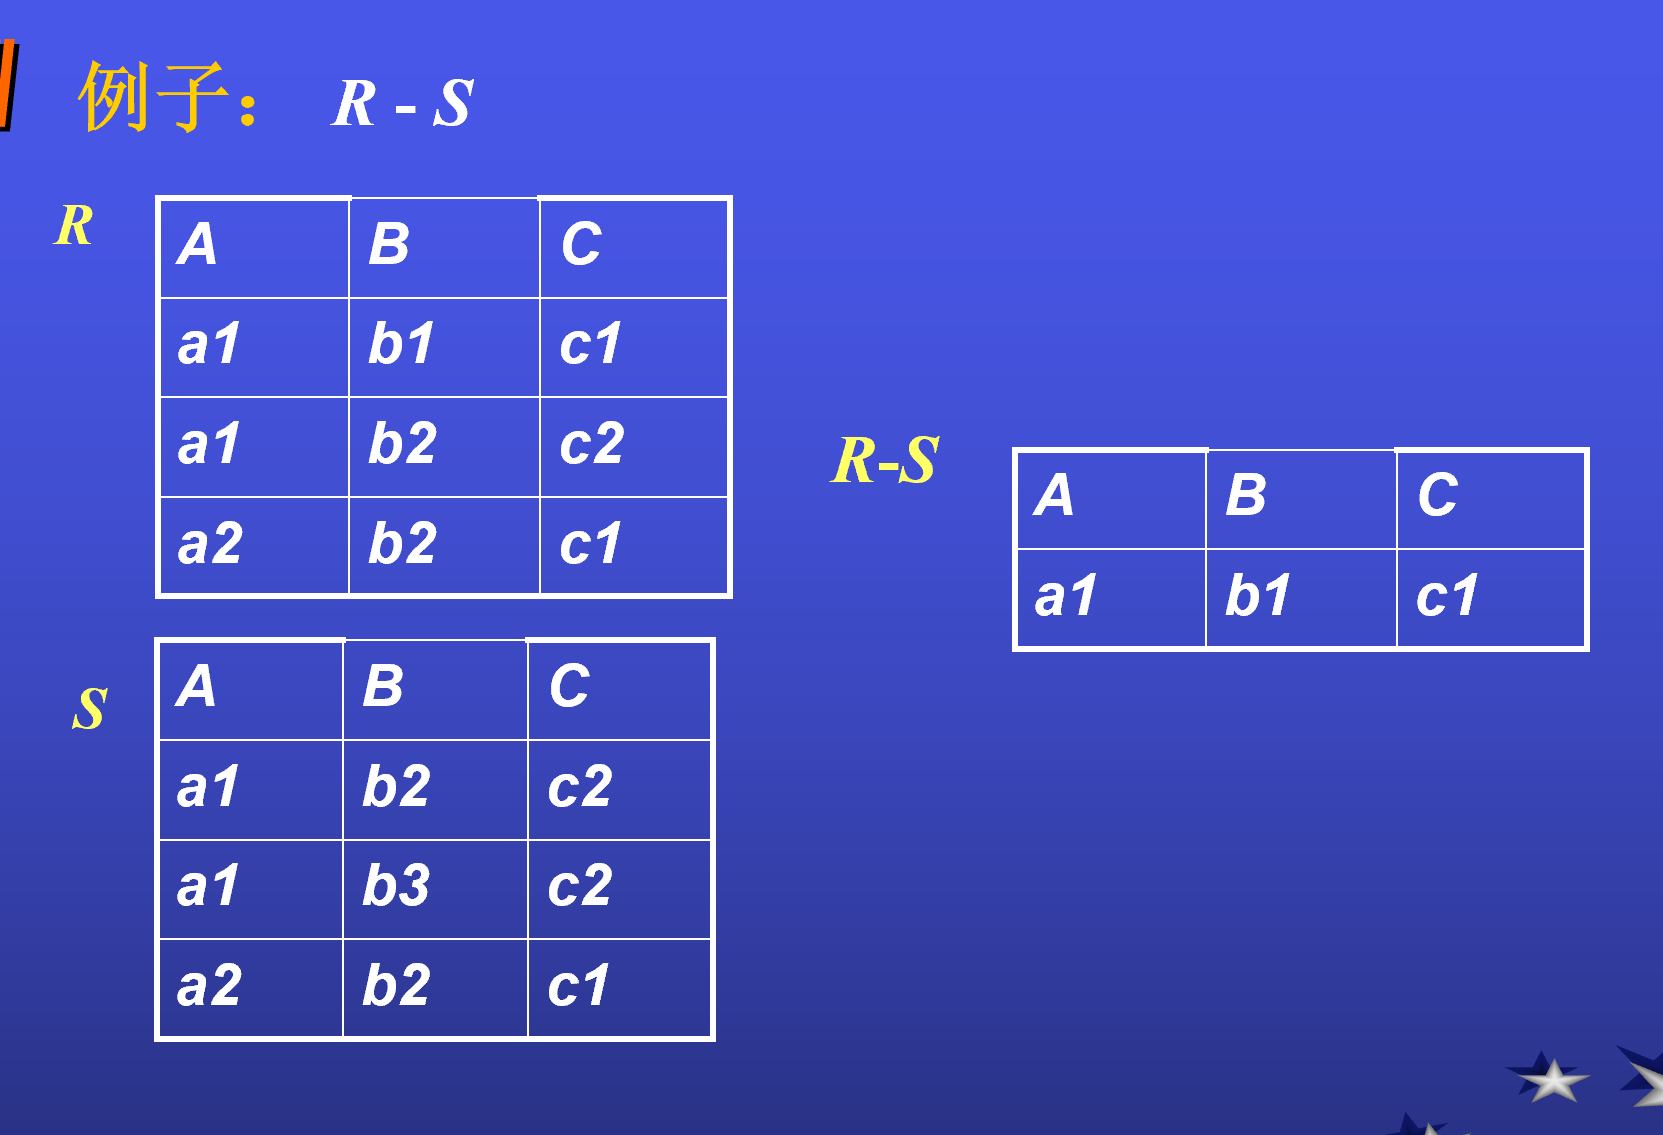 例子： R - S
R
A B C
a1 b1 c1
a1 b2 c2
a2 b2 c1
S
A B C
a1 b2 c2
a1 b3 c2
a2 b2 c1
R-S
A B C
a1 b1 c1